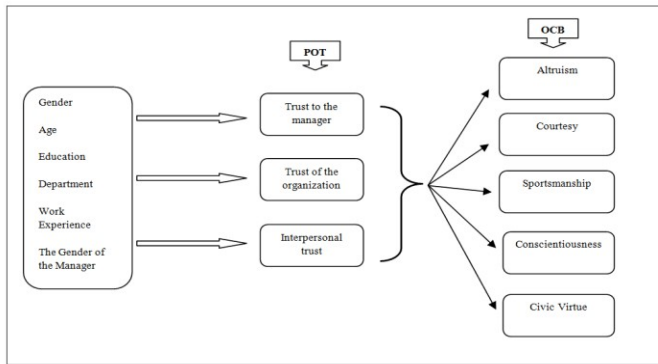 OCB
POT
Altruism
Gender
Age
Education
Department
Work
Experience
The Gender of
the Manager
Trust to the
manager
Trust of the
organization
Interpersonal
trust
Courtesy
Sportsmanship
Conscientiousness
Civic Virtue